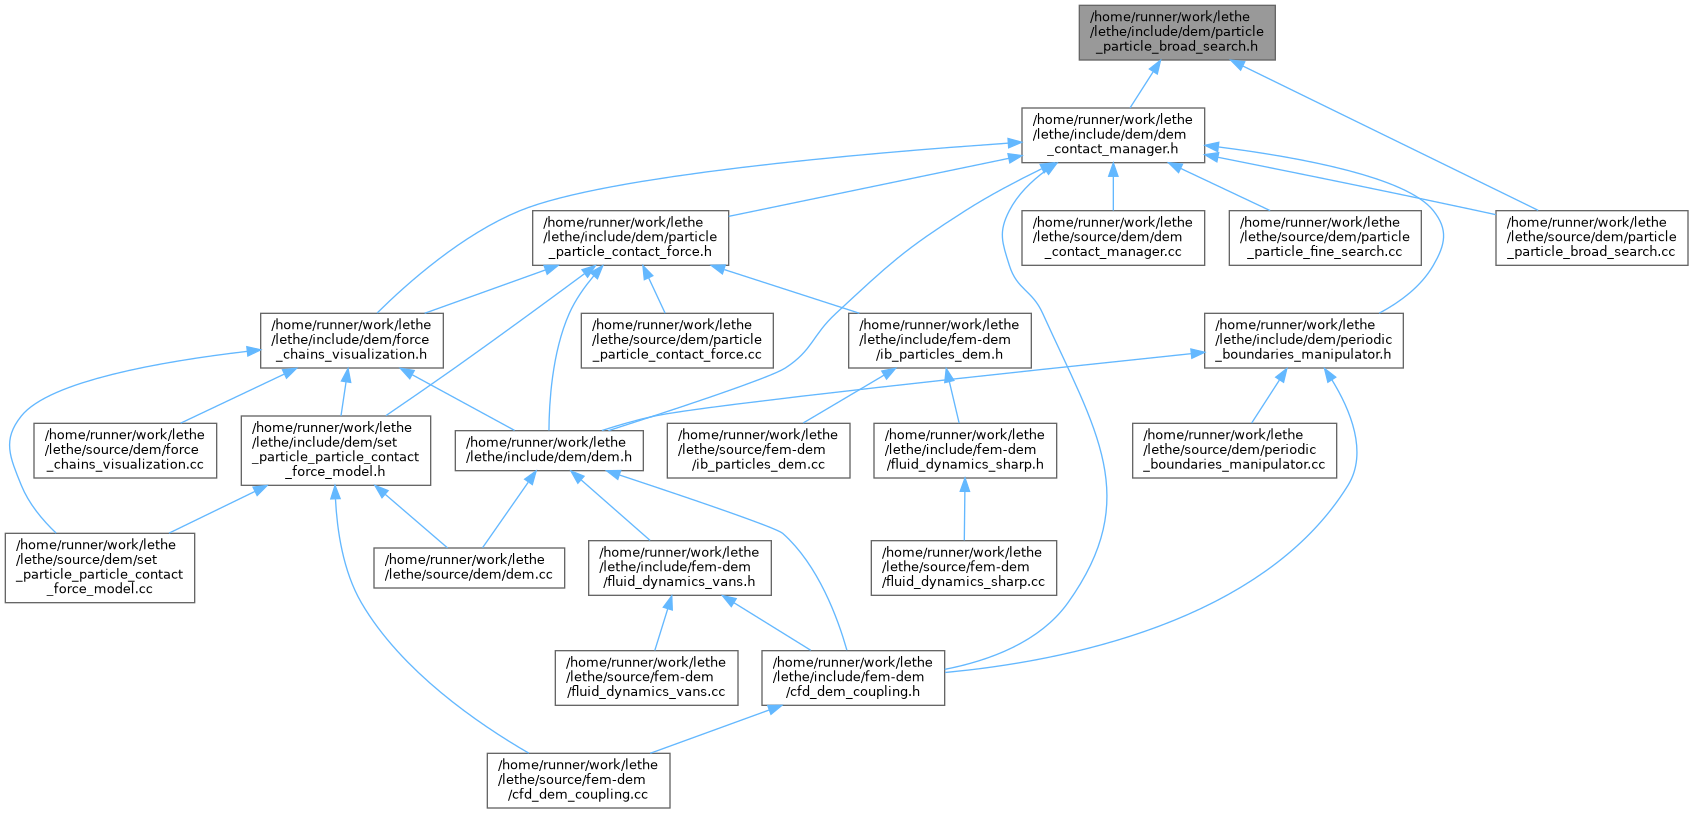 /home/runner/work/lethe
/lethe/include/dem/particle
_particle_broad_search.h
/home/runner/work/lethe
/lethe/include/dem/dem
_contact_manager.h
/home/runner/work/lethe
/lethe/include/dem/particle
_particle_contact_force.h
/home/runner/work/lethe
/lethe/source/dem/dem
_contact_manager.cc
/home/runner/work/lethe
/lethe/source/dem/particle
_particle_fine_search.cc
/home/runner/work/lethe
/lethe/source/dem/particle
_particle_broad_search.cc
/home/runner/work/lethe
/lethe/include/dem/force
_chains_visualization.h
/home/runner/work/lethe
/lethe/source/dem/particle
_particle_contact_force.cc
/home/runner/work/lethe
/lethe/include/fem-dem
/ib_particles_dem.h
/home/runner/work/lethe
/lethe/include/dem/periodic
_boundaries_manipulator.h
/home/runner/work/lethe
/lethe/source/dem/force
_chains_visualization.cc
/home/runner/work/lethe
/lethe/include/dem/set
_particle_particle_contact
_force_model.h
/home/runner/work/lethe
/lethe/include/dem/dem.h
/home/runner/work/lethe
/lethe/source/fem-dem
/ib_particles_dem.cc
/home/runner/work/lethe
/lethe/include/fem-dem
/fluid_dynamics_sharp.h
/home/runner/work/lethe
/lethe/source/dem/periodic
_boundaries_manipulator.cc
/home/runner/work/lethe
/lethe/source/dem/set
_particle_particle_contact
_force_model.cc
/home/runner/work/lethe
/lethe/source/dem/dem.cc
/home/runner/work/lethe
/lethe/include/fem-dem
/fluid_dynamics_vans.h
/home/runner/work/lethe
/lethe/source/fem-dem
/fluid_dynamics_sharp.cc
/home/runner/work/lethe
/lethe/source/fem-dem
/fluid_dynamics_vans.cc
/home/runner/work/lethe
/lethe/include/fem-dem
/cfd_dem_coupling.h
/home/runner/work/lethe
/lethe/source/fem-dem
/cfd_dem_coupling.cc